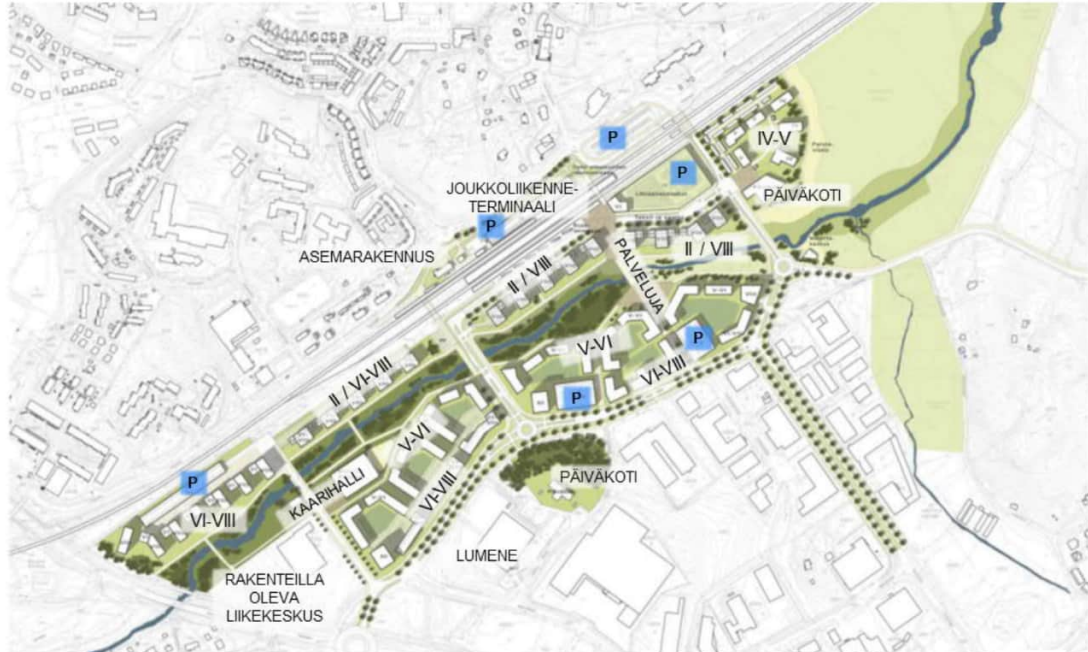 P
IV-V
P
JOUKKOLIIKENNE-
TERMINAALI
PÄIVÄKOTI
P
ASEMARAKENNUS
II / VIII
II / VIII
PALVELUJA
P
V-VI
VI-VIII
II / VI-VIII
P
V-VI
PÄIVÄKOTI
KAARIHALLI
VI-VIII
P
VI-VIII
LUMENE
RAKENTEILLA
OLEVA
LIIKEKESKUS